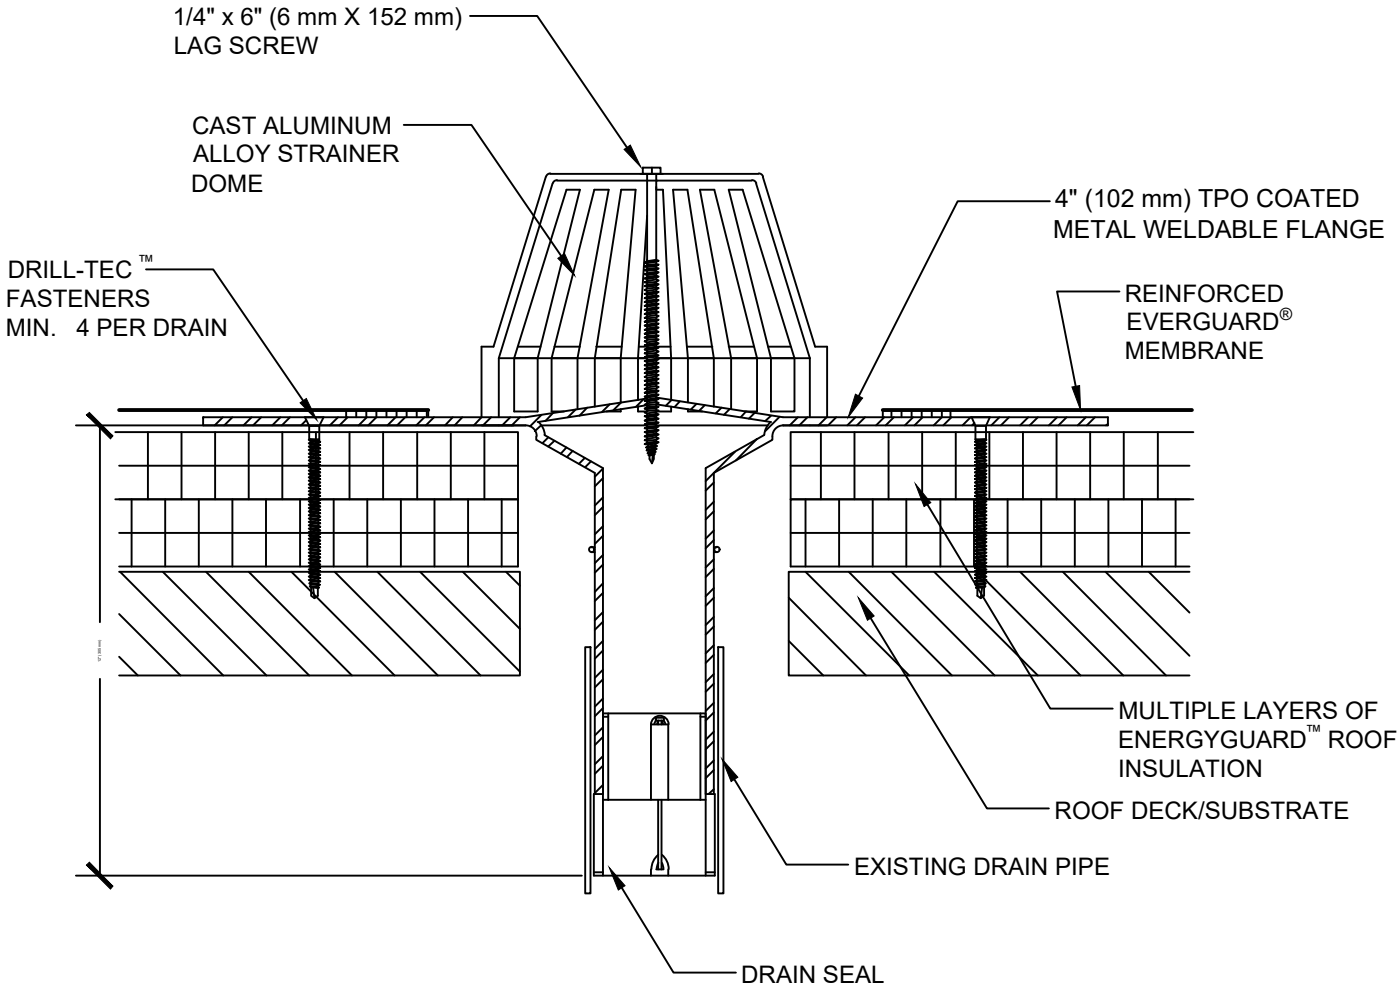 1/4" x 6" (6 mm X 152 mm)
LAG SCREW
CAST ALUMINUM
ALLOY STRAINER
DOME
4" (102 mm) TPO COATED
METAL WELDABLE FLANGE
DRILL-TEC™
FASTENERS
MIN. 4 PER DRAIN
REINFORCED
EVERGUARD®
MEMBRANE
MULTIPLE LAYERS OF
ENERGYGUARD™ ROOF
INSULATION
ROOF DECK/SUBSTRATE
EXISTING DRAIN PIPE
DRAIN SEAL